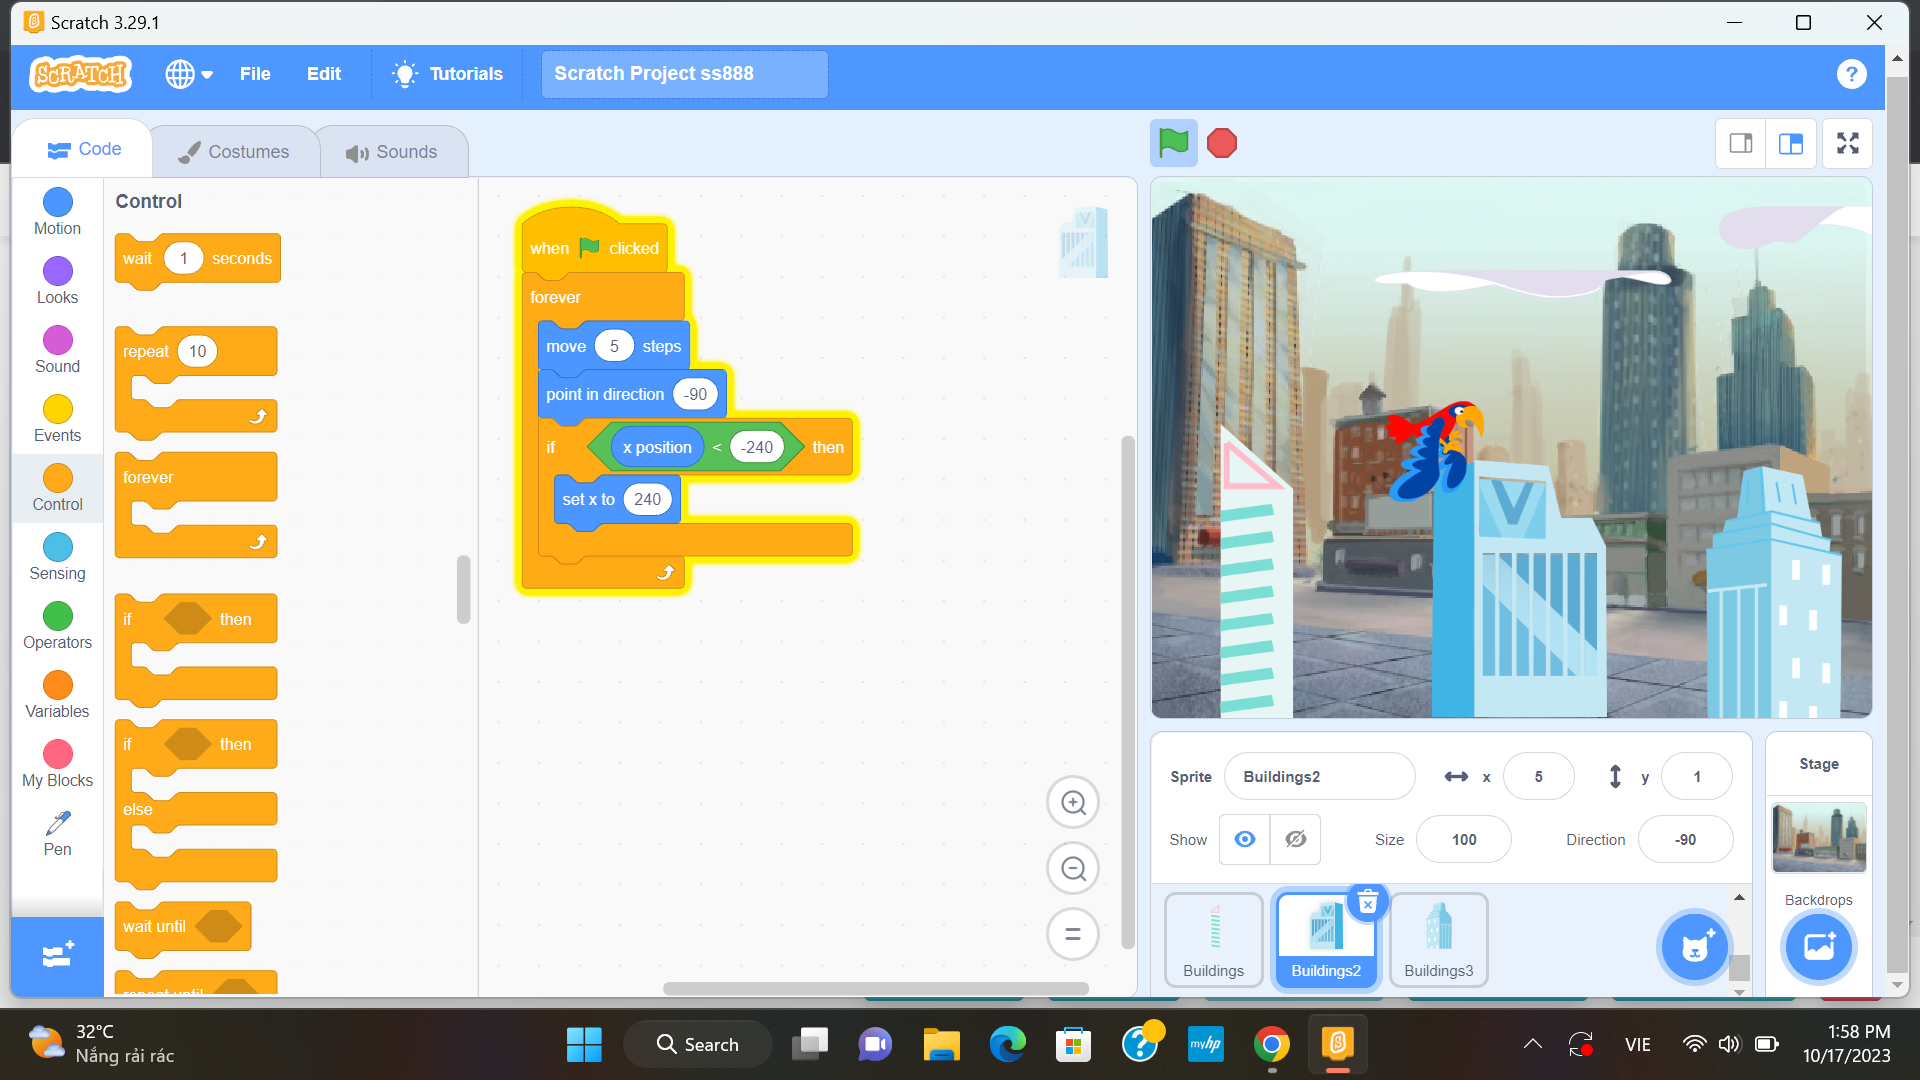 Scratch 3.29.1
SCRATCH
File
Edit
Tutorials
Scratch Project ss888
?
Code
Costumes
Sounds
Motion
Looks
Sound
Events
Control
Sensing
Operators
Variables
My Blocks
Pen
Control
wait 1 seconds
repeat 10
forever
if then
if then
else
wait until
repeat until
when clicked
forever
move 5 steps
point in direction -90
if x position < -240 then
set x to 240
V
Sprite Buildings2 x 5 y 1
Show Size 100 Direction -90
Buildings
Buildings2
Buildings3
Stage
Backdrops
32°C
Nắng rải rác
Search
myhp
VIE
1:58 PM
10/17/2023